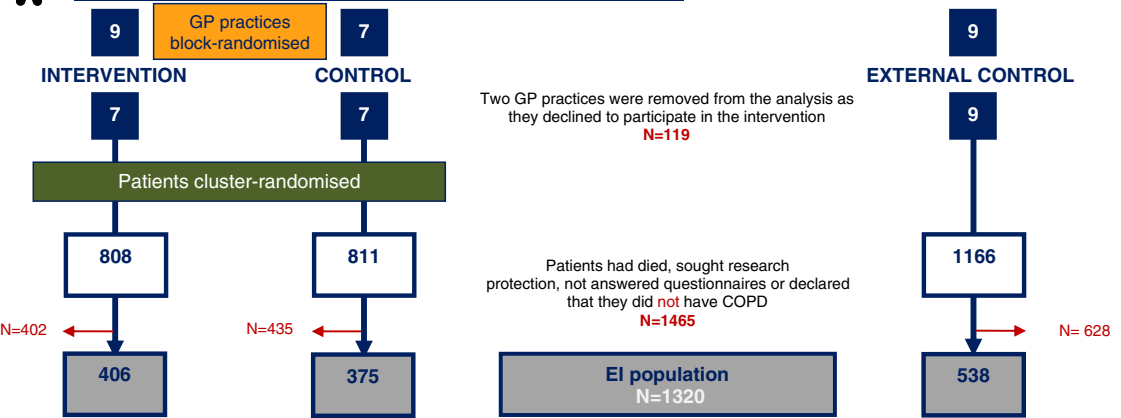 9
GP practices
block-randomised
7
9
INTERVENTION
CONTROL
EXTERNAL CONTROL
7
7
Two GP practices were removed from the analysis as
they declined to participate in the intervention
N=119
9
Patients cluster-randomised
808
811
Patients had died, sought research
protection, not answered questionnaires or declared
that they did not have COPD
N=1465
1166
N=402
N=435
N= 628
406
375
EI population
N=1320
538